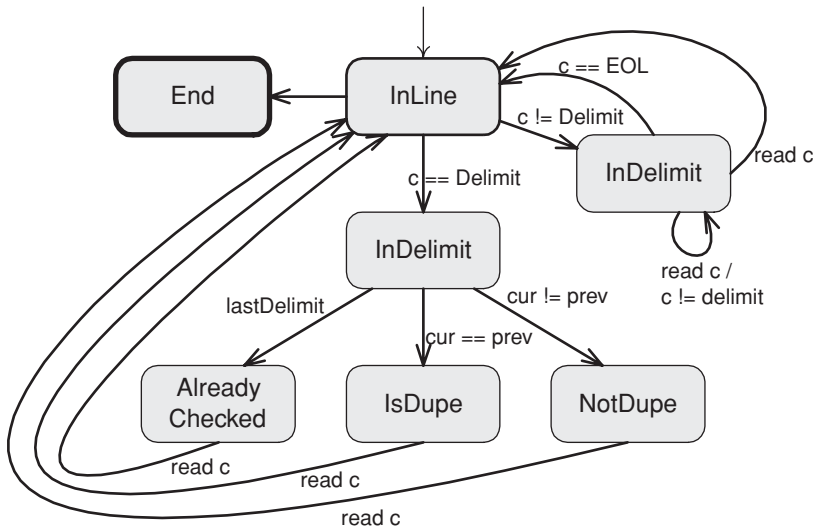 End
InLine
c == EOL
c != Delimit
read c
InDelimit
c == Delimit
InDelimit
read c /
c != delimit
lastDelimit
cur != prev
cur == prev
Already
Checked
IsDupe
NotDupe
read c
read c
read c